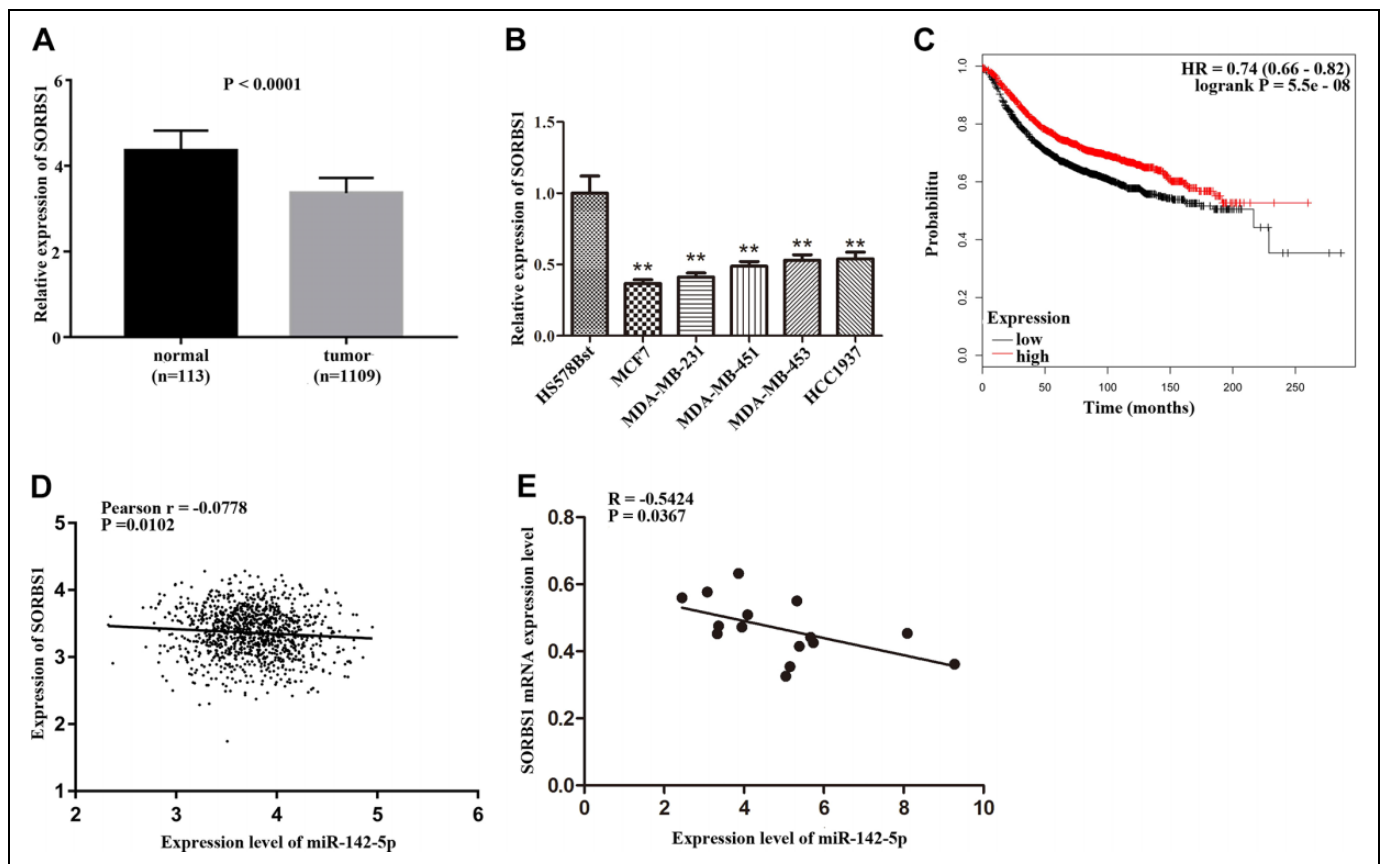 A
P < 0.0001
Relative expression of SORBS1
6
4
2
0
normal
(n=113)
tumor
(n=1109)
B
Relative expression of SORBS1
1.5
1.0
0.5
0.0
**
**
**
**
**
HS578Bst
MCF7
MDA-MB-231
MDA-MB-451
MDA-MB-453
HCC1937
C
HR = 0.74 (0.66 - 0.82)
logrank P = 5.5e - 08
Probabilitu
1.0
0.8
0.6
0.4
0.2
0.0
Expression
low
high
0 50 100 150 200 250
Time (months)
D
Pearson r = -0.0778
P =0.0102
Expression of SORBS1
5
4
3
2
1
2 3 4 5 6
Expression level of miR-142-5p
E
R = -0.5424
P = 0.0367
SORBS1 mRNA expression level
0.8
0.6
0.4
0.2
0.0
0 2 4 6 8 10
Expression level of miR-142-5p